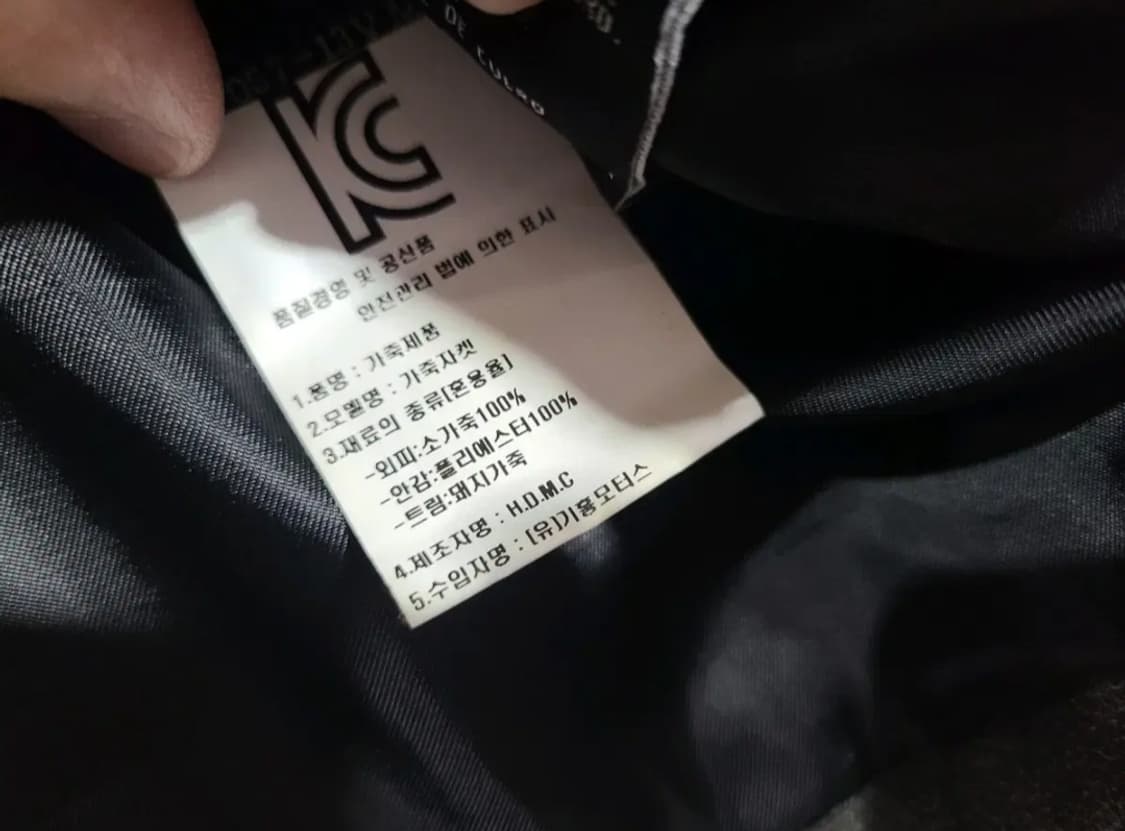 DE CUERO
KC
품질경영 및 공산품
안전관리 법에 의한 표시
1.품명 : 가죽제품
2.모델명 : 가죽자켓
3.재료의 종류[혼용율]
-외피:소가죽100%
-안감:폴리에스터100%
-트림:돼지가죽
4.제조자명 : H.D.M.C
5.수입자명 : [유]기흥모터스